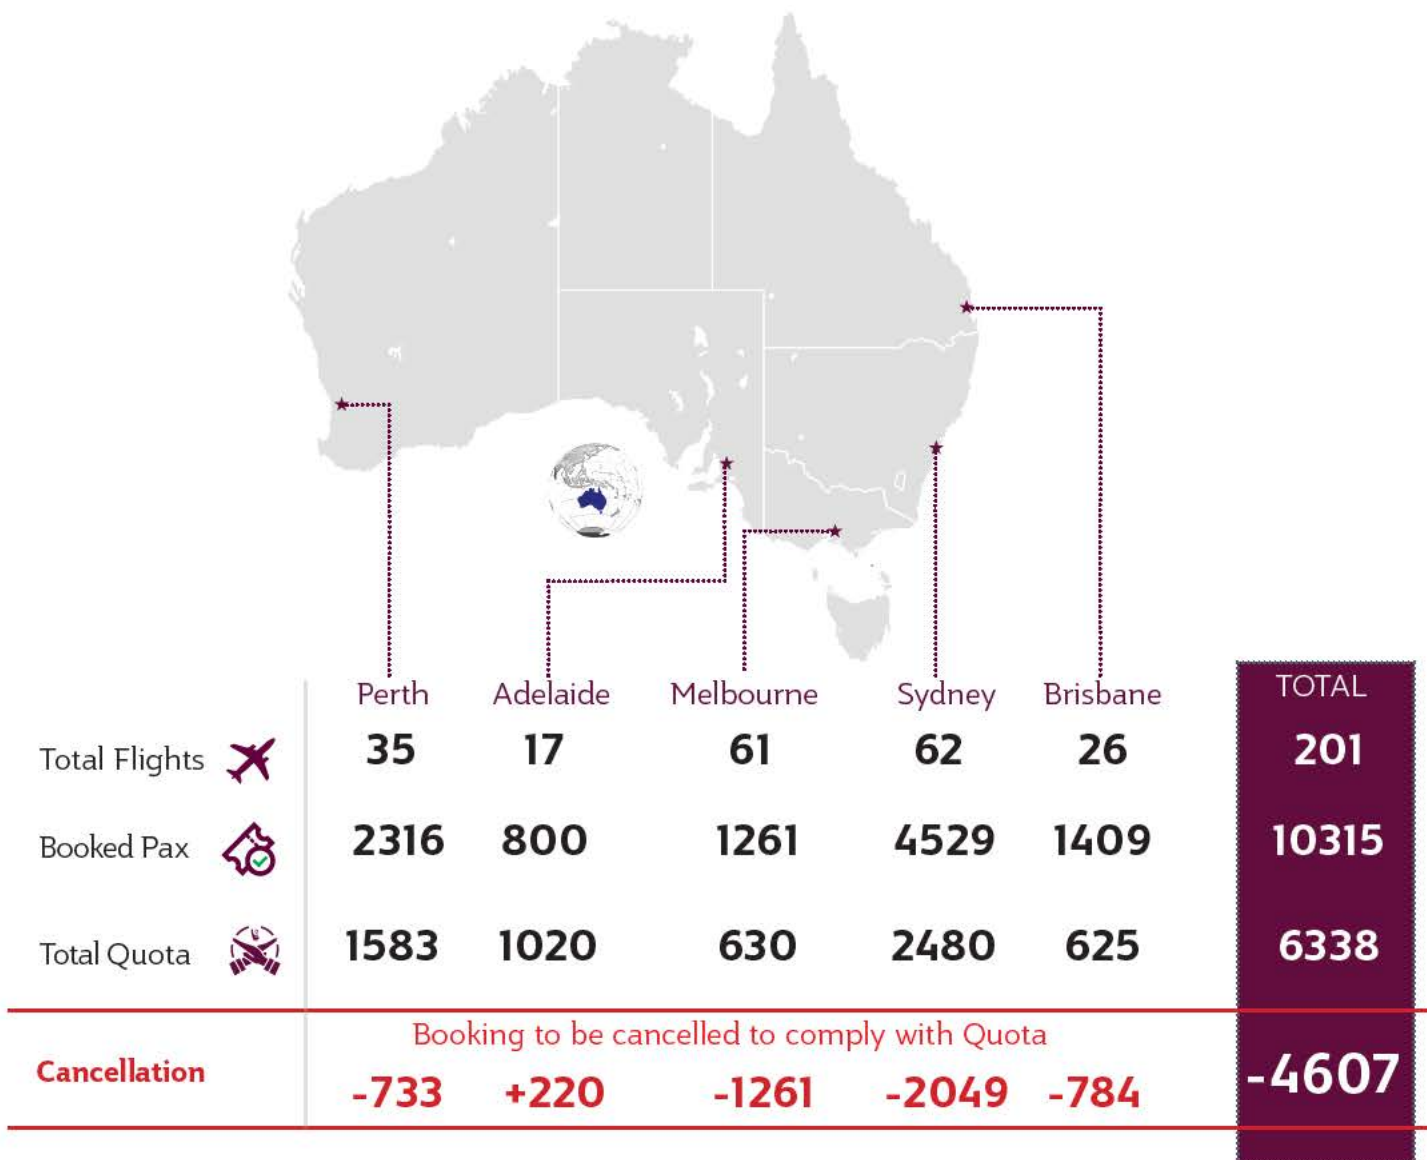 Perth Adelaide Melbourne Sydney Brisbane TOTAL
Total Flights 35 17 61 62 26 201
Booked Pax 2316 800 1261 4529 1409 10315
Total Quota 1583 1020 630 2480 625 6338
Booking to be cancelled to comply with Quota
Cancellation -733 +220 -1261 -2049 -784 -4607